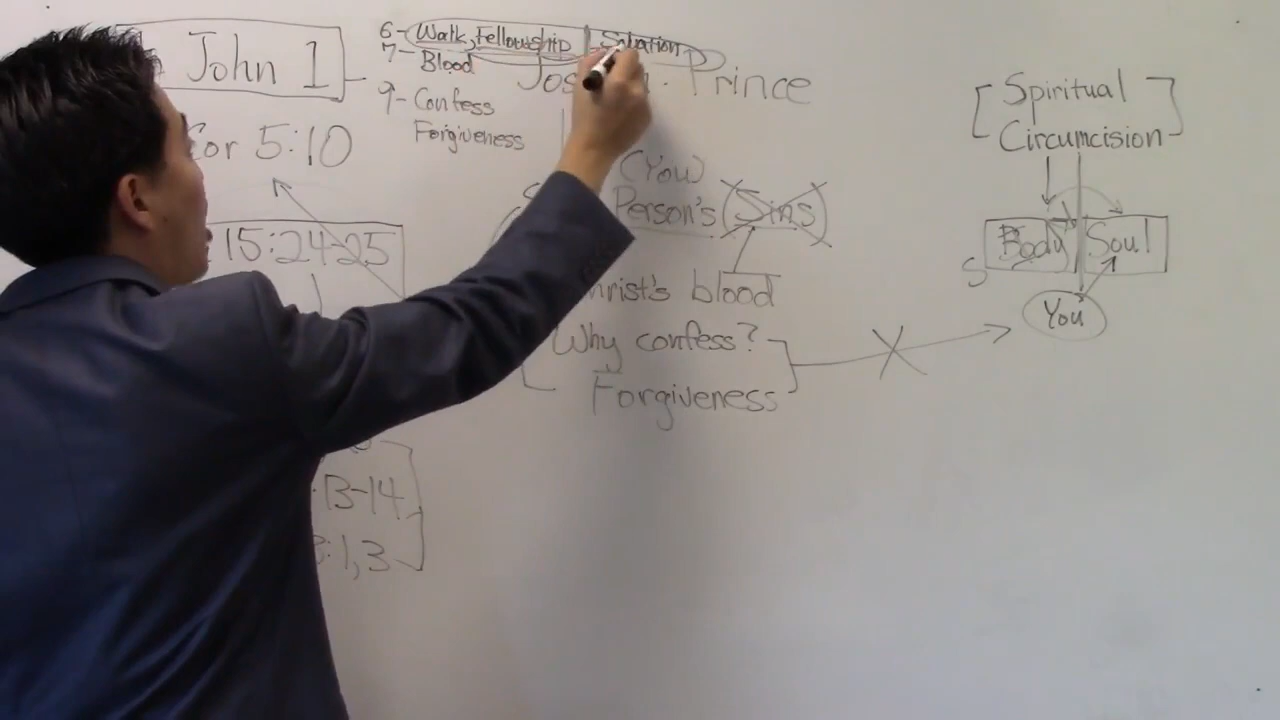 John 1
6- Walk, Fellowship | Salvation
7- Blood
9- Confess
Forgiveness
Prince
Cor 5:10
15:24-25
13-14
:1,3
(You)
Person's (Sins)
Christ's blood
Why confess?
Forgiveness
Spiritual
Circumcision
S Body Soul
You